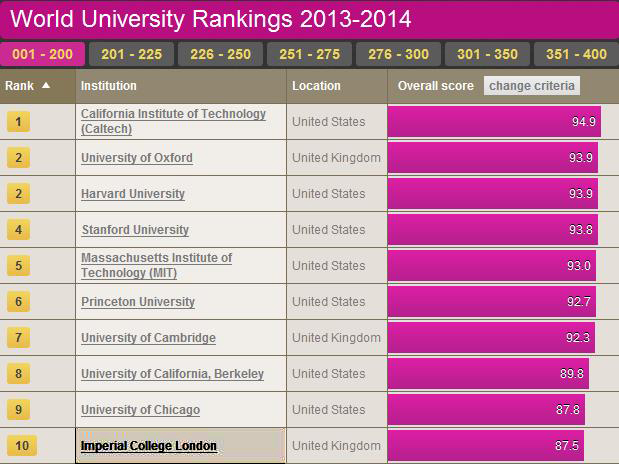 World University Rankings 2013-2014
001 - 200 201 - 225 226 - 250 251 - 275 276 - 300 301 - 350 351 - 400
Rank Institution Location Overall score change criteria
1 California Institute of Technology (Caltech) United States 94.9
2 University of Oxford United Kingdom 93.9
2 Harvard University United States 93.9
4 Stanford University United States 93.8
5 Massachusetts Institute of Technology (MIT) United States 93.0
6 Princeton University United States 92.7
7 University of Cambridge United Kingdom 92.3
8 University of California, Berkeley United States 89.8
9 University of Chicago United States 87.8
10 Imperial College London United Kingdom 87.5